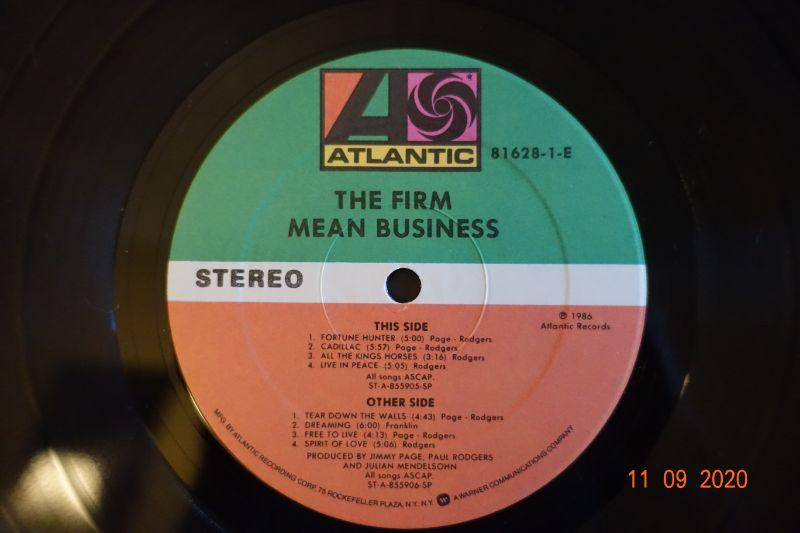 ATLANTIC
81628-1-E
THE FIRM
MEAN BUSINESS
STEREO
℗ 1986
Atlantic Records
THIS SIDE
1. FORTUNE HUNTER (5:00) Page - Rodgers
2. CADILLAC (5:57) Page - Rodgers
3. ALL THE KINGS HORSES (3:16) Rodgers
4. LIVE IN PEACE (5:05) Rodgers
All songs ASCAP.
ST-A-855905-SP
OTHER SIDE
1. TEAR DOWN THE WALLS (4:43) Page - Rodgers
2. DREAMING (6:00) Franklin
3. FREE TO LIVE (4:13) Page - Rodgers
4. SPIRIT OF LOVE (5:06) Rodgers
PRODUCED BY JIMMY PAGE, PAUL RODGERS
AND JULIAN MENDELSOHN
All songs ASCAP.
ST-A-855906-SP
MFG. BY ATLANTIC RECORDING CORP., 75 ROCKEFELLER PLAZA, N.Y. N.Y. A WARNER COMMUNICATIONS COMPANY
11 09 2020